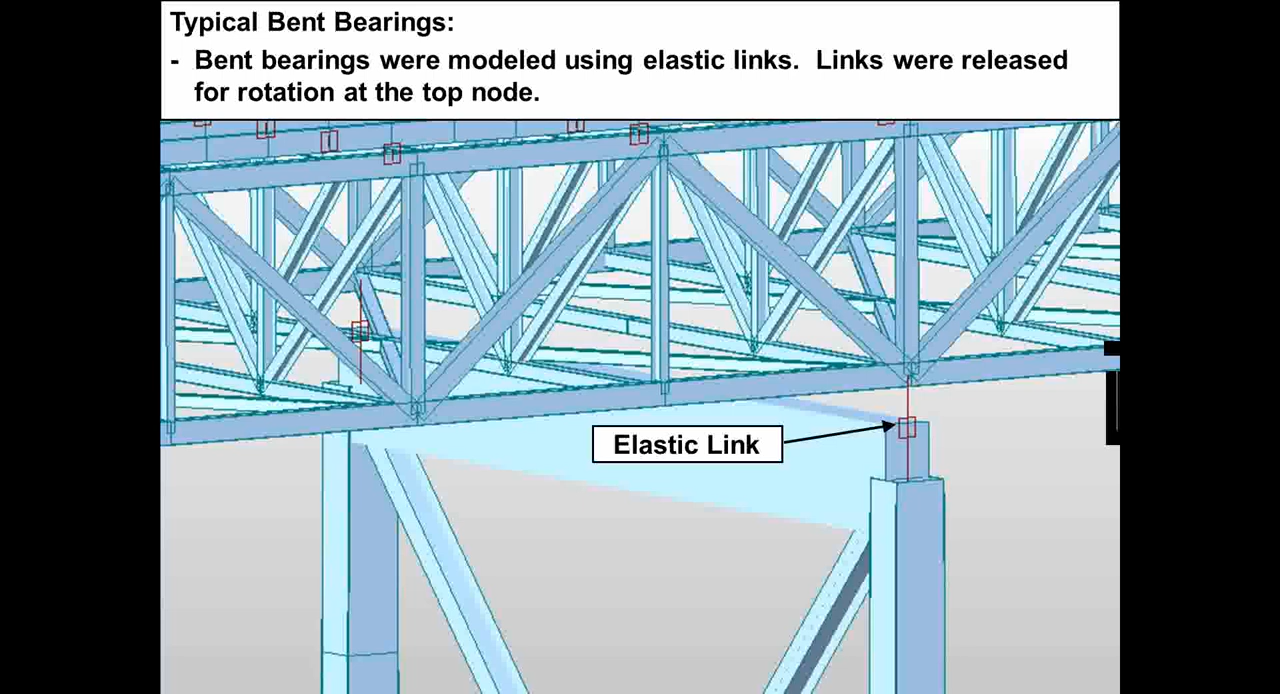 Typical Bent Bearings:
- Bent bearings were modeled using elastic links.  Links were released
for rotation at the top node.
Elastic Link